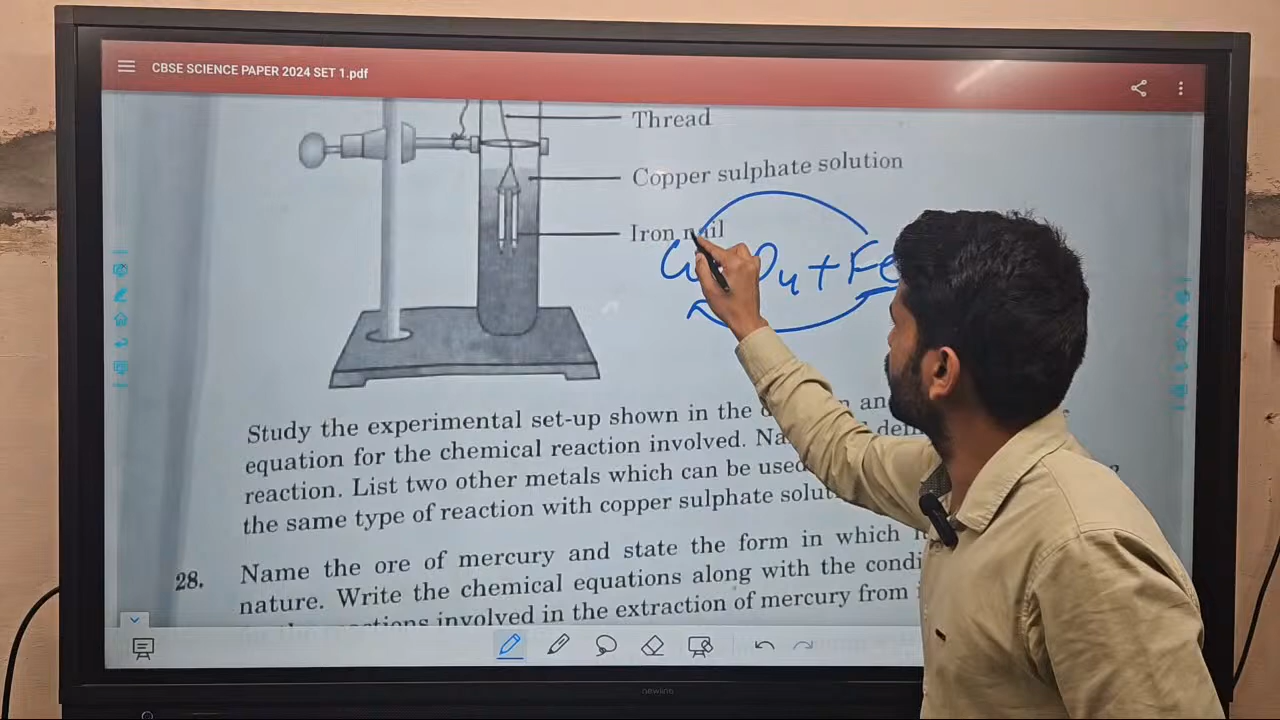 CBSE SCIENCE PAPER 2024 SET 1.pdf
Thread
Copper sulphate solution
Iron nail
O4 + Fe
Study the experimental set-up shown in the
equation for the chemical reaction involved.
reaction. List two other metals which can be used
the same type of reaction with copper sulphate
28. Name the ore of mercury and state the form in which
nature. Write the chemical equations along with the
involved in the extraction of mercury from
newline